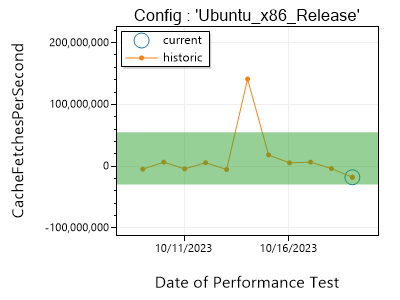 Config : 'Ubuntu_x86_Release'
current
historic
200,000,000
100,000,000
0
-100,000,000
CacheFetchesPerSecond
10/11/2023
10/16/2023
Date of Performance Test